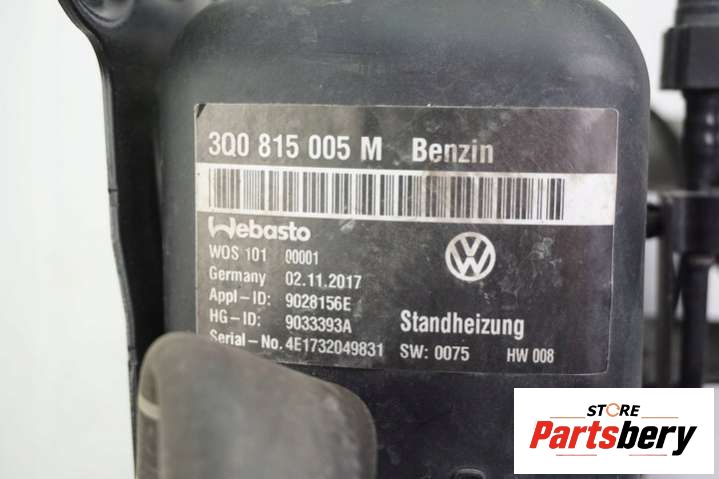 3Q0 815 005 M Benzin
Webasto
WOS 101 00001
Germany 02.11.2017
Appl-ID: 9028156E
HG-ID: 9033393A
Serial-No. 4E1732049831
Standheizung
SW: 0075 HW 008
STORE
Partsbery